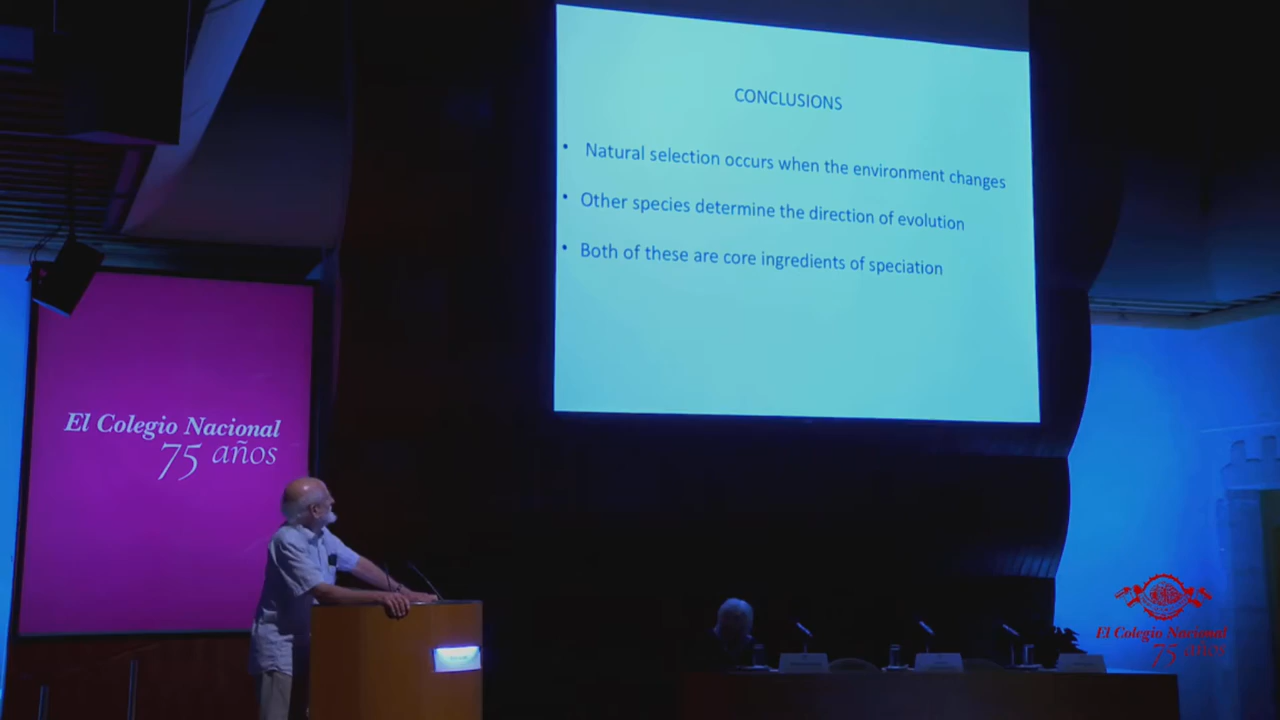 CONCLUSIONS
• Natural selection occurs when the environment changes
• Other species determine the direction of evolution
• Both of these are core ingredients of speciation
El Colegio Nacional
75 años
El Colegio Nacional
75 años